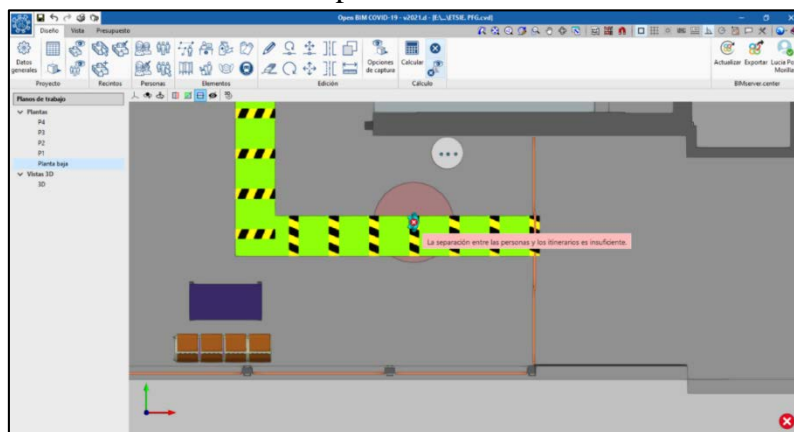 Open BIM COVID-19 - v2021.d - [E:\...\ETSIE. PFG.cvd]
Diseño Vista Presupuesto
Datos generales
Opciones de captura
Calcular
Actualizar Exportar
Proyecto Recintos Personas Elementos Edición Cálculo BIMserver.center
Planos de trabajo
Plantas
P4
P3
P2
P1
Planta baja
Vistas 3D
3D
La separación entre las personas y los itinerarios es insuficiente.